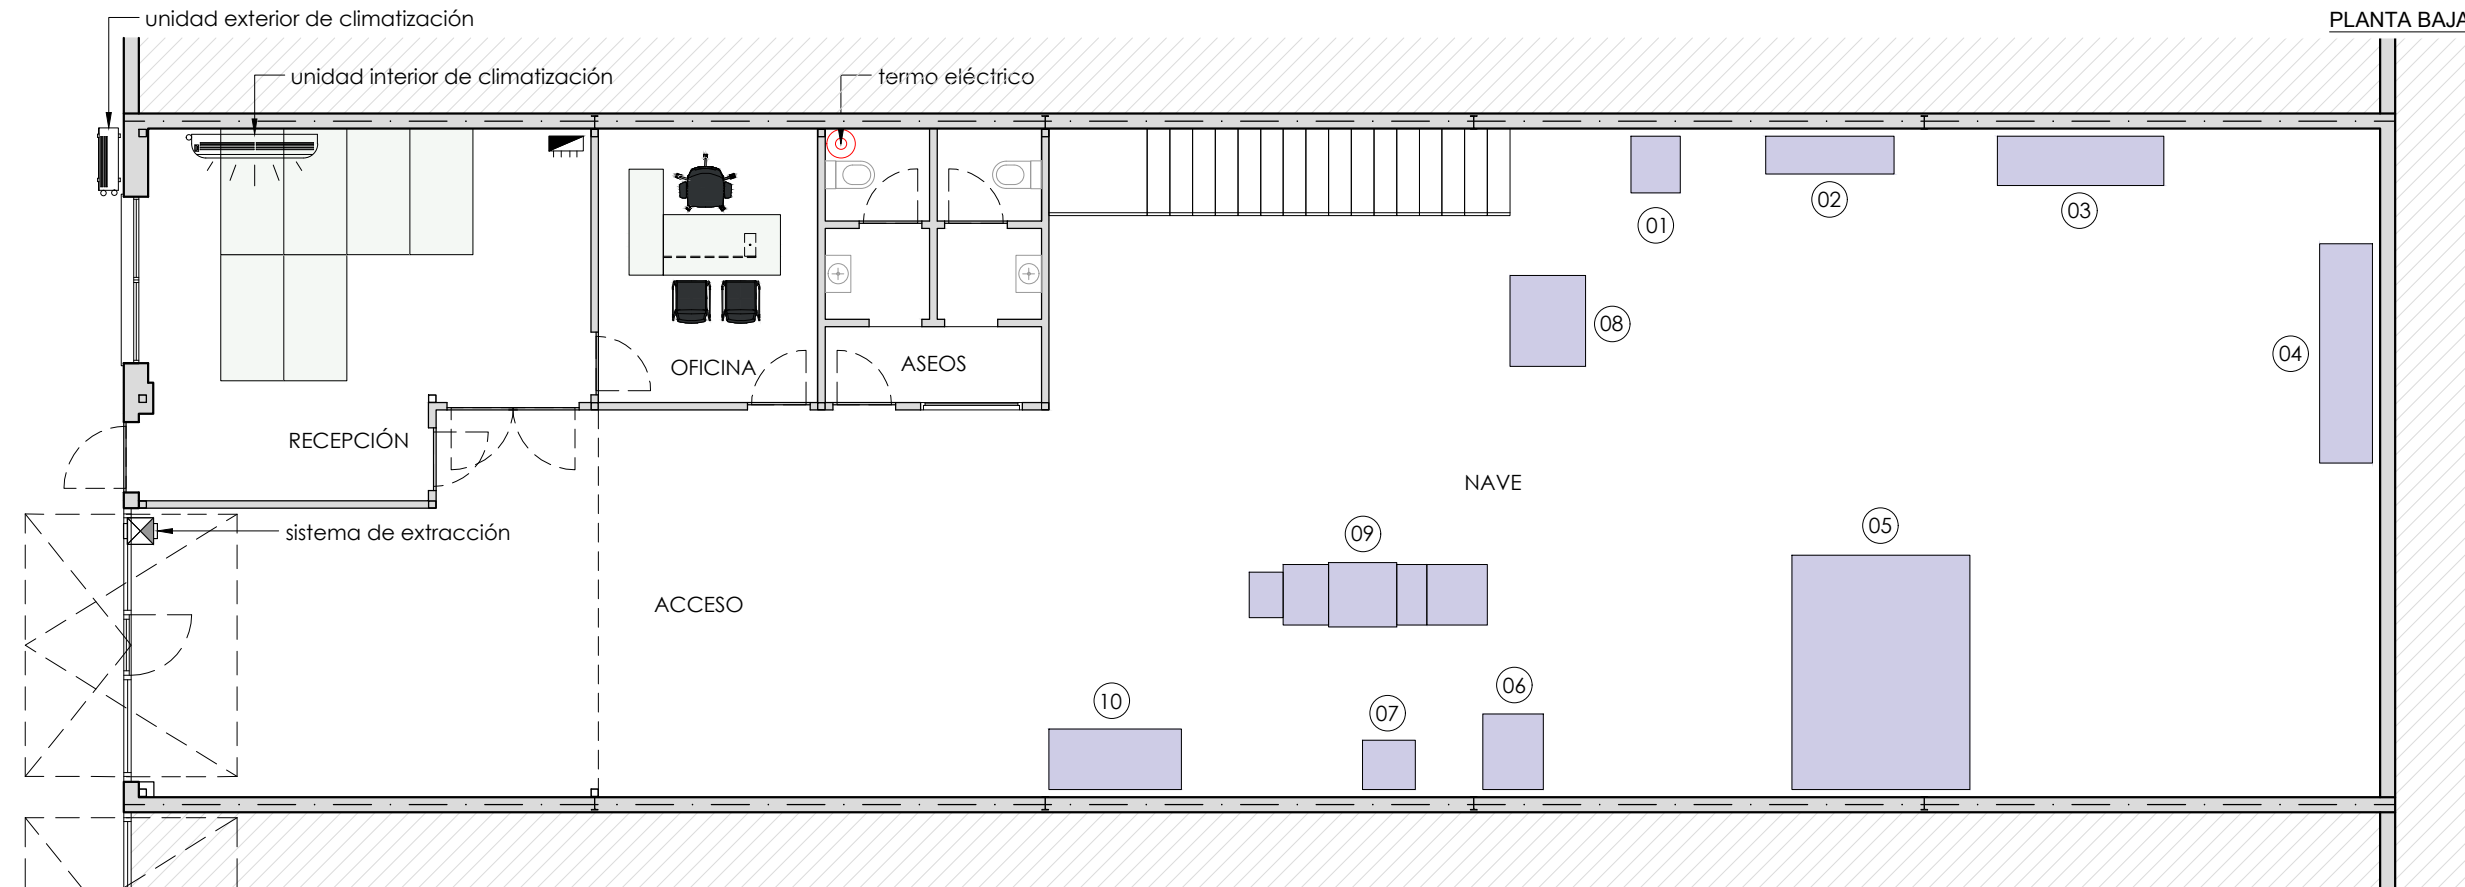 unidad exterior de climatización
PLANTA BAJA
unidad interior de climatización
termo eléctrico
01
02
03
04
08
OFICINA
ASEOS
RECEPCIÓN
NAVE
sistema de extracción
09
05
ACCESO
10
07
06